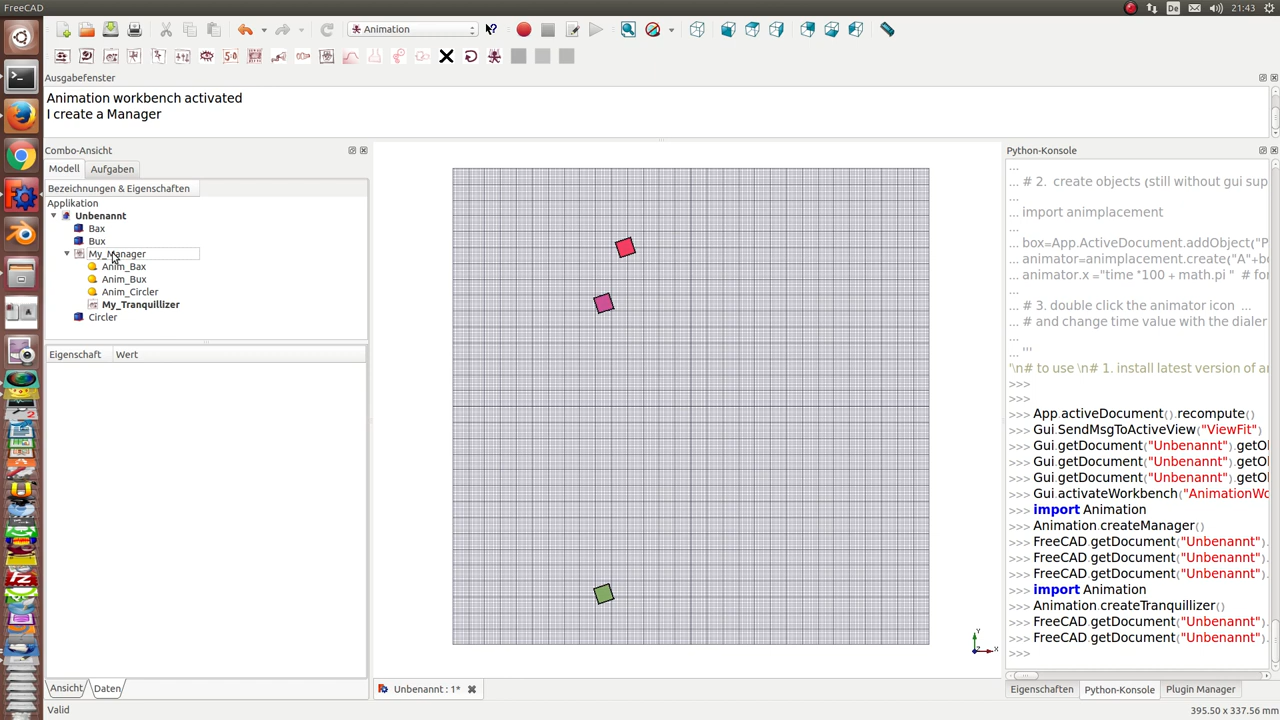 FreeCAD
De
21:43
Animation
Ausgabefenster
Animation workbench activated
I create a Manager
Combo-Ansicht
Modell
Aufgaben
Bezeichnungen & Eigenschaften
Applikation
Unbenannt
Bax
Bux
My_Manager
Anim_Bax
Anim_Bux
Anim_Circler
My_Tranquillizer
Circler
Eigenschaft
Wert
Ansicht
Daten
Valid
Y
X
Unbenannt : 1*
Python-Konsole
...
... # 2.  create objects (still without gui sup
...
... import animplacement
...
... box=App.ActiveDocument.addObject("P
... animator=animplacement.create("A"+b
... animator.x ="time *100 + math.pi "  # for
...
... # 3. double click the animator icon  ...
... # and change time value with the dialer
...
... '''
'\n# to use \n# 1. install latest version of a
>>>
>>>
>>> App.activeDocument().recompute()
>>> Gui.SendMsgToActiveView("ViewFit")
>>> Gui.getDocument("Unbenannt").getO
>>> Gui.getDocument("Unbenannt").getO
>>> Gui.getDocument("Unbenannt").getO
>>> Gui.activateWorkbench("AnimationWo
>>> import Animation
>>> Animation.createManager()
>>> FreeCAD.getDocument("Unbenannt").
>>> FreeCAD.getDocument("Unbenannt").
>>> FreeCAD.getDocument("Unbenannt").
>>> import Animation
>>> Animation.createTranquillizer()
>>> FreeCAD.getDocument("Unbenannt").
>>> FreeCAD.getDocument("Unbenannt").
>>>
Eigenschaften
Python-Konsole
Plugin Manager
395.50 x 337.56 mm